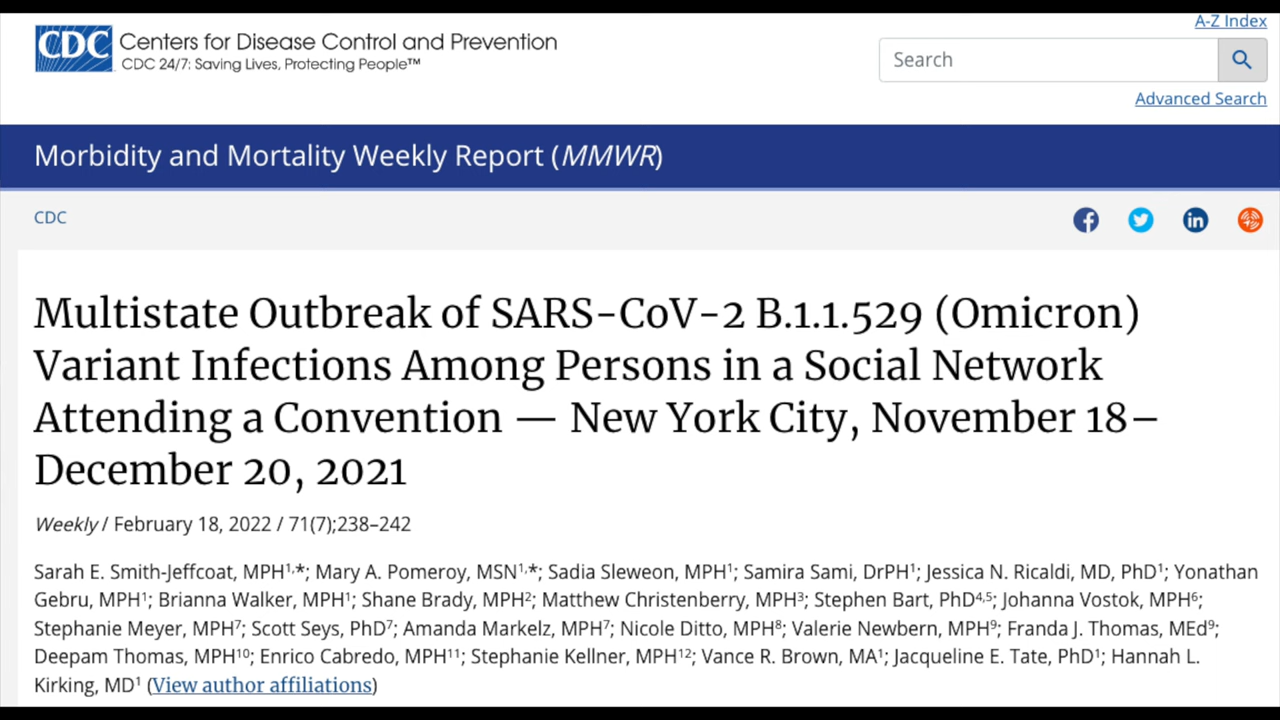 A-Z Index
CDC Centers for Disease Control and Prevention
CDC 24/7: Saving Lives, Protecting People™
Search
Advanced Search
Morbidity and Mortality Weekly Report (MMWR)
CDC
Multistate Outbreak of SARS-CoV-2 B.1.1.529 (Omicron)
Variant Infections Among Persons in a Social Network
Attending a Convention — New York City, November 18–
December 20, 2021
Weekly / February 18, 2022 / 71(7);238–242
Sarah E. Smith-Jeffcoat, MPH¹,*; Mary A. Pomeroy, MSN¹,*; Sadia Sleweon, MPH¹; Samira Sami, DrPH¹; Jessica N. Ricaldi, MD, PhD¹; Yonathan
Gebru, MPH¹; Brianna Walker, MPH¹; Shane Brady, MPH²; Matthew Christenberry, MPH³; Stephen Bart, PhD⁴,⁵; Johanna Vostok, MPH⁶;
Stephanie Meyer, MPH⁷; Scott Seys, PhD⁷; Amanda Markelz, MPH⁷; Nicole Ditto, MPH⁸; Valerie Newbern, MPH⁹; Franda J. Thomas, MEd⁹;
Deepam Thomas, MPH¹⁰; Enrico Cabredo, MPH¹¹; Stephanie Kellner, MPH¹²; Vance R. Brown, MA¹; Jacqueline E. Tate, PhD¹; Hannah L.
Kirking, MD¹ (View author affiliations)